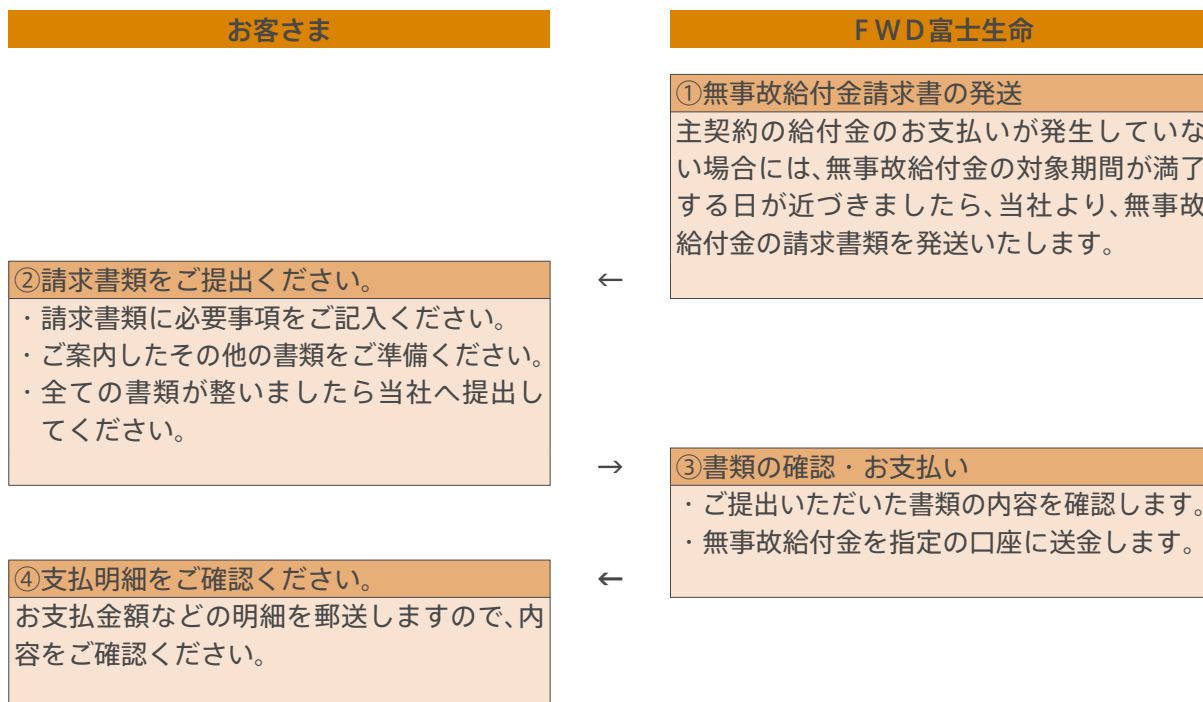 お客さま
FWD富士生命
①無事故給付金請求書の発送
主契約の給付金のお支払いが発生していな
い場合には、無事故給付金の対象期間が満了
する日が近づきましたら、当社より、無事故
給付金の請求書類を発送いたします。
←
②請求書類をご提出ください。
・請求書類に必要事項をご記入ください。
・ご案内したその他の書類をご準備ください。
・全ての書類が整いましたら当社へ提出し
てください。
→
③書類の確認・お支払い
・ご提出いただいた書類の内容を確認します。
・無事故給付金を指定の口座に送金します。
←
④支払明細をご確認ください。
お支払金額などの明細を郵送しますので、内
容をご確認ください。